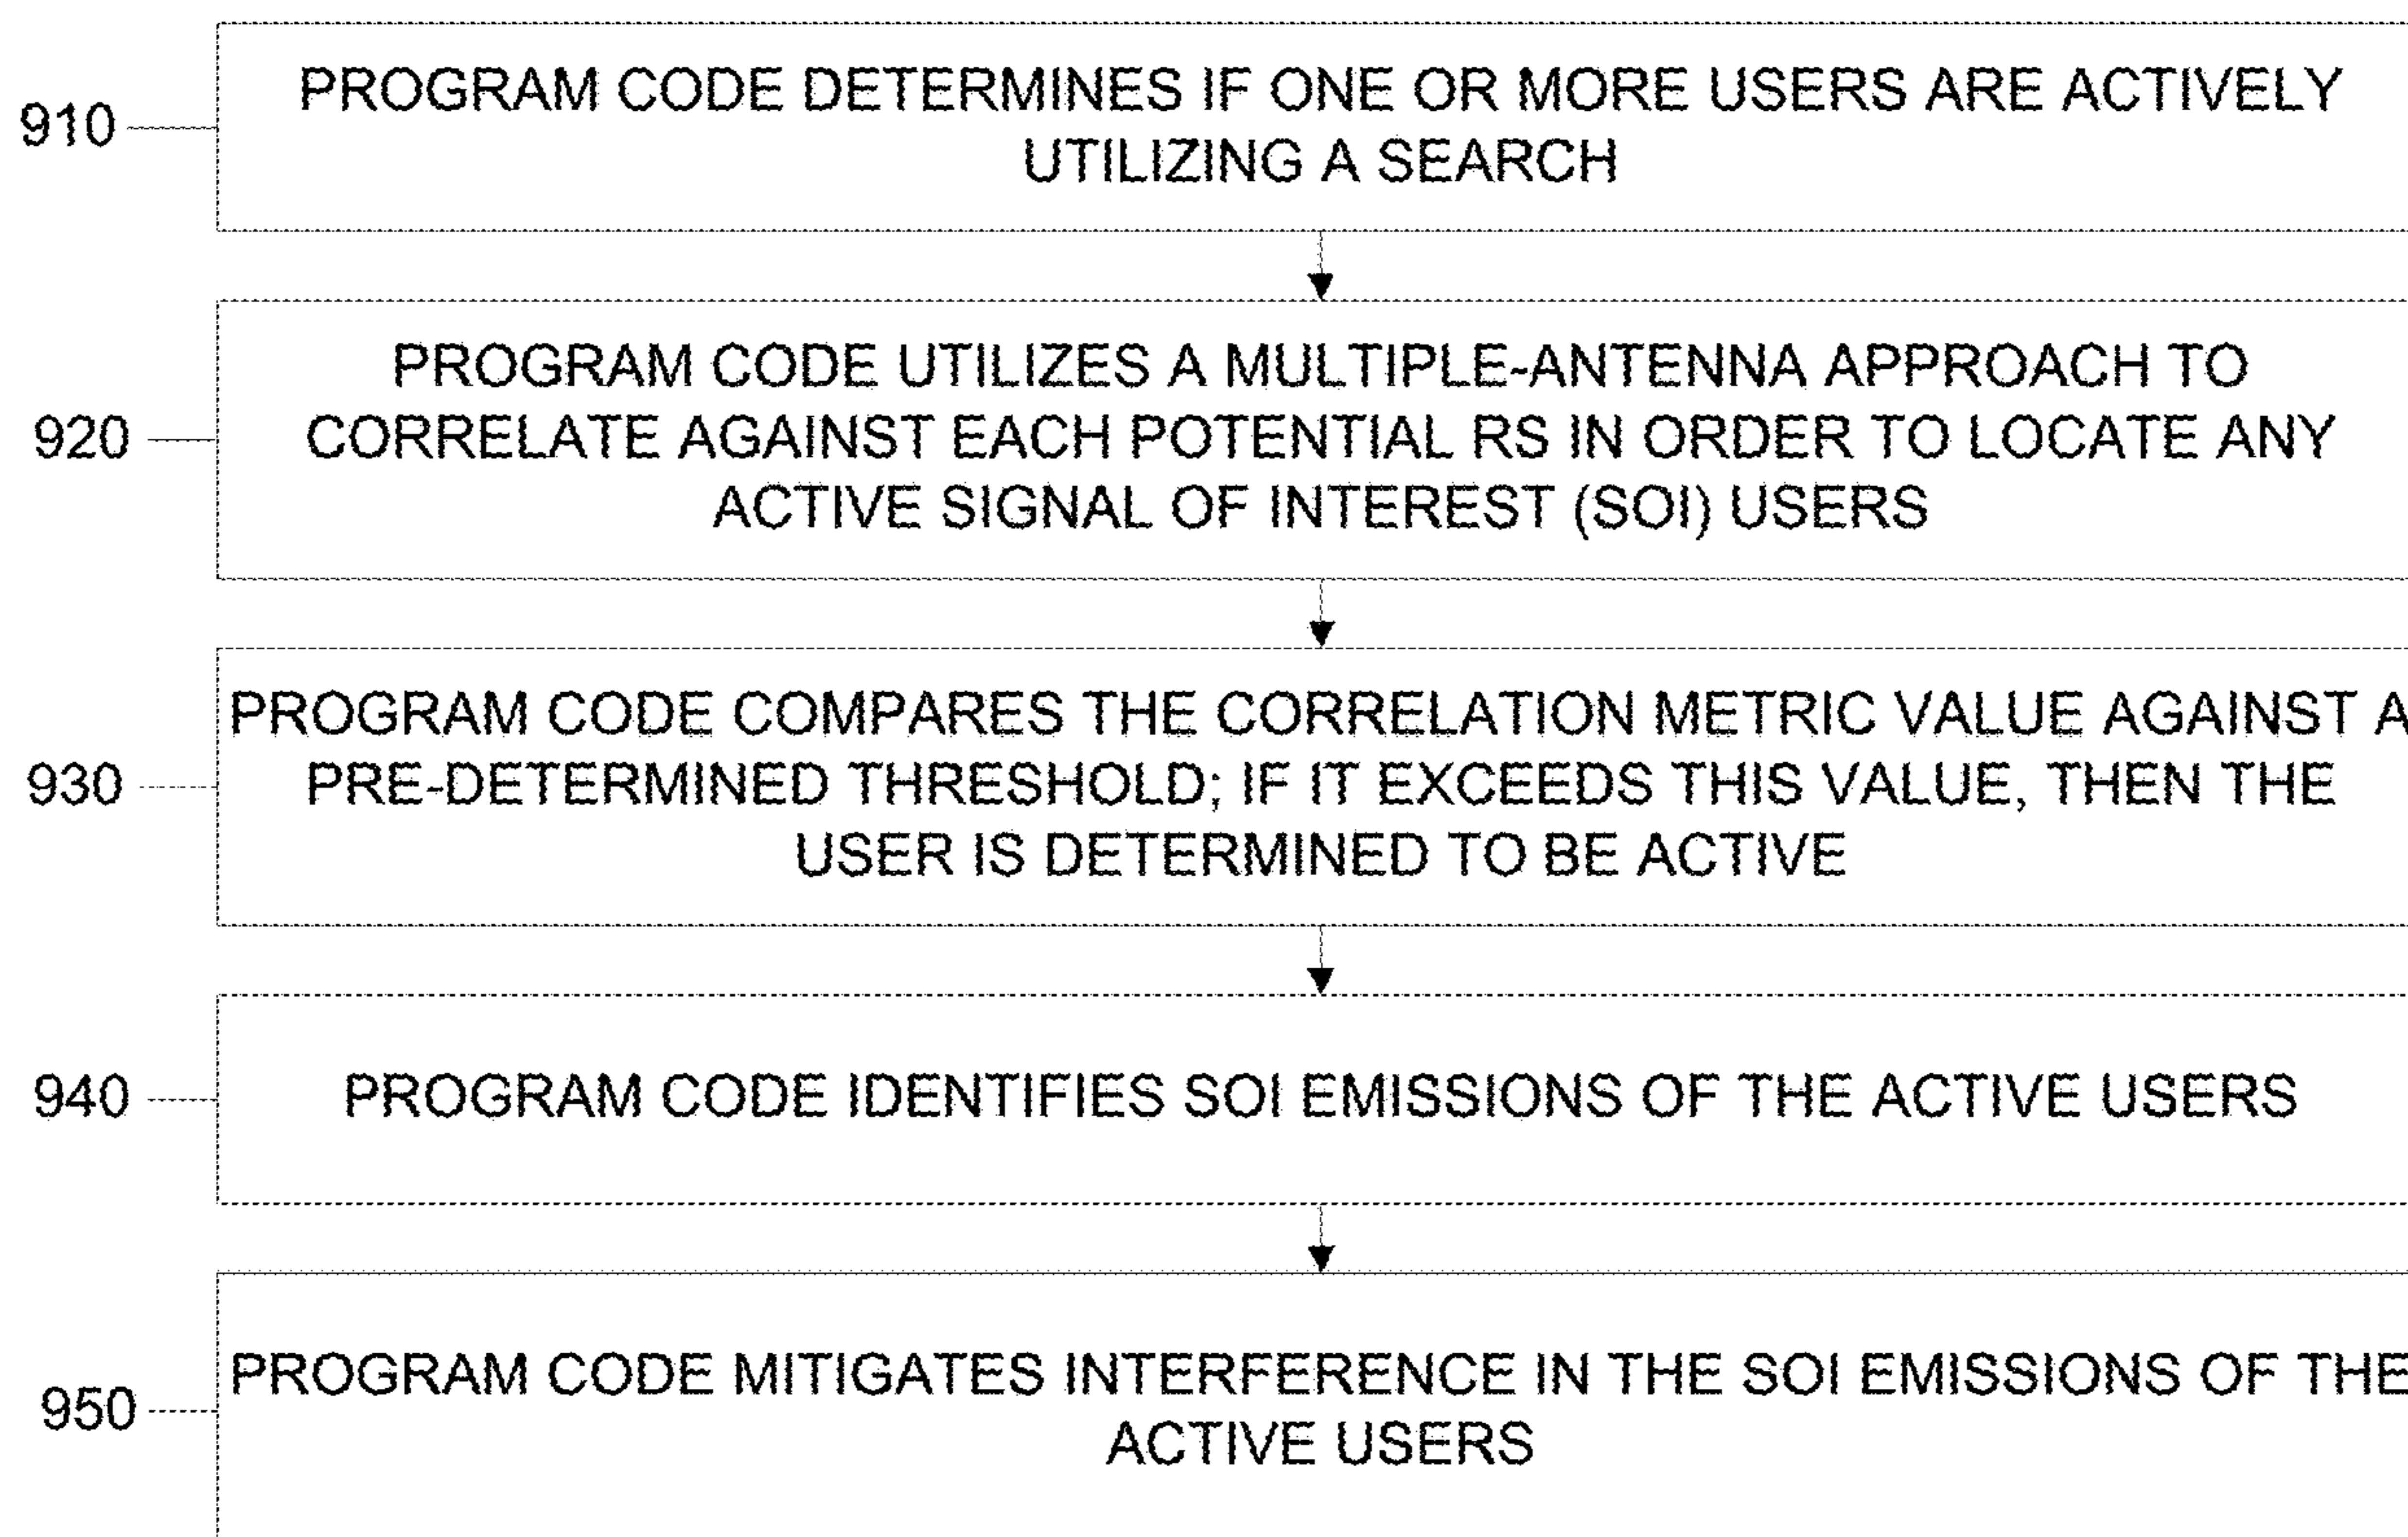 PROGRAM CODE DETERMINES IF ONE OR MORE USERS ARE ACTIVELY
910
UTILIZING A SEARCH
PROGRAM CODE UTILIZES A MULTIPLE-ANTENNA APPROACH TO
920
CORRELATE AGAINST EACH POTENTIAL RS IN ORDER TO LOCATE ANY
ACTIVE SIGNAL OF INTEREST (SOI) USERS
PROGRAM CODE COMPARES THE CORRELATION METRIC VALUE AGAINST A
930
PRE-DETERMINED THRESHOLD; IF IT EXCEEDS THIS VALUE, THEN THE
USER IS DETERMINED TO BE ACTIVE
940
PROGRAM CODE IDENTIFIES SOI EMISSIONS OF THE ACTIVE USERS
PROGRAM CODE MITIGATES INTERFERENCE IN THE SOI EMISSIONS OF THE
950
ACTIVE USERS